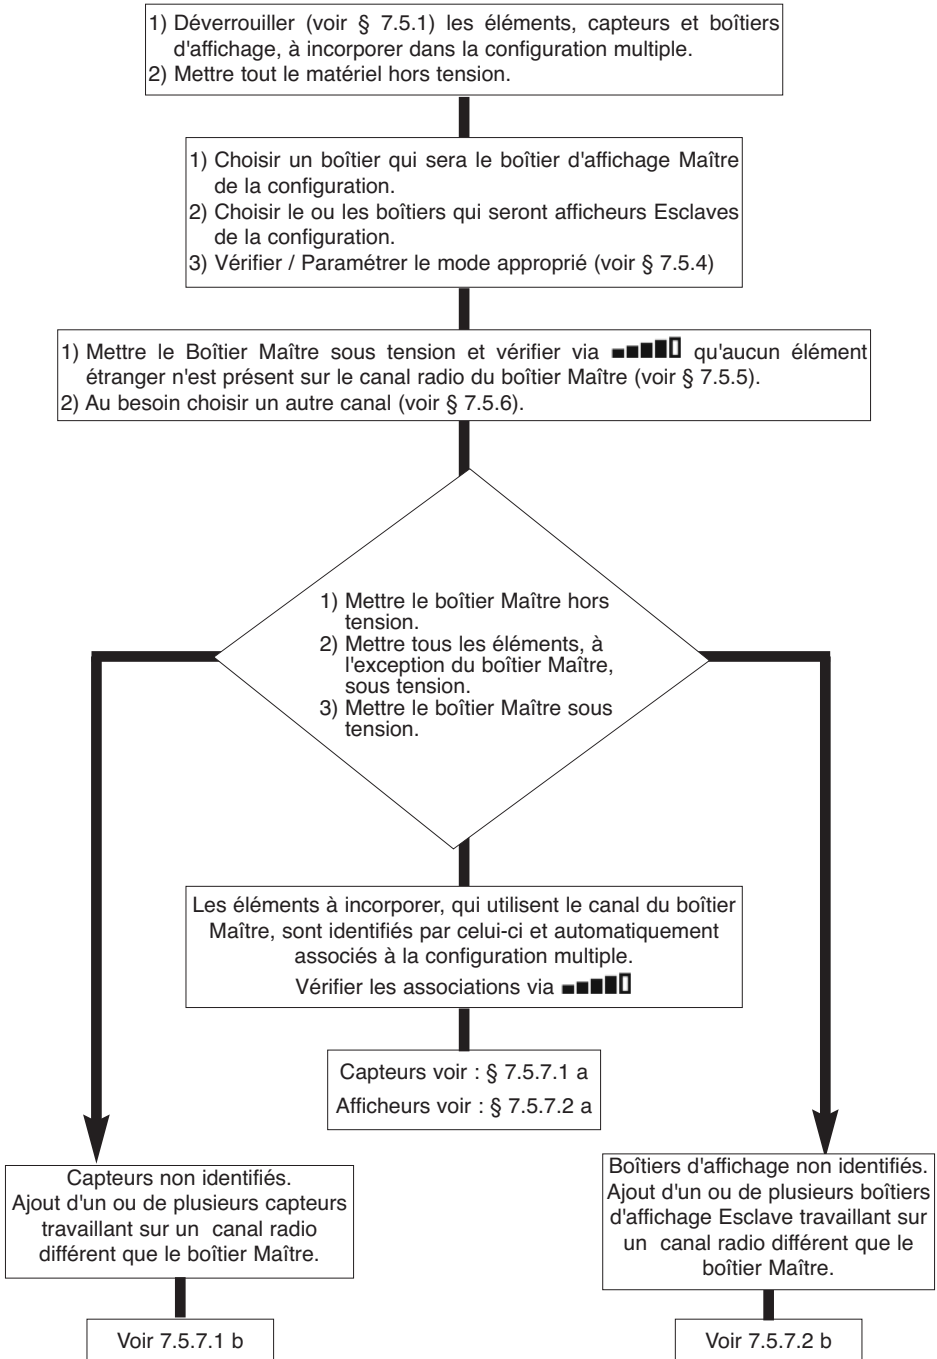 1) Déverrouiller (voir § 7.5.1) les éléments, capteurs et boîtiers
d'affichage, à incorporer dans la configuration multiple.
2) Mettre tout le matériel hors tension.
1) Choisir un boîtier qui sera le boîtier d'affichage Maître
de la configuration.
2) Choisir le ou les boîtiers qui seront afficheurs Esclaves
de la configuration.
3) Vérifier / Paramétrer le mode approprié (voir § 7.5.4)
1) Mettre le Boîtier Maître sous tension et vérifier via qu'aucun élément
étranger n'est présent sur le canal radio du boîtier Maître (voir § 7.5.5).
2) Au besoin choisir un autre canal (voir § 7.5.6).
1) Mettre le boîtier Maître hors
tension.
2) Mettre tous les éléments, à
l'exception du boîtier Maître,
sous tension.
3) Mettre le boîtier Maître sous
tension.
Les éléments à incorporer, qui utilisent le canal du boîtier
Maître, sont identifiés par celui-ci et automatiquement
associés à la configuration multiple.
Vérifier les associations via
Capteurs voir : § 7.5.7.1 a
Afficheurs voir : § 7.5.7.2 a
Capteurs non identifiés.
Ajout d'un ou de plusieurs capteurs
travaillant sur un canal radio
différent que le boîtier Maître.
Voir 7.5.7.1 b
Boîtiers d'affichage non identifiés.
Ajout d'un ou de plusieurs boîtiers
d'affichage Esclave travaillant sur
un canal radio différent que le
boîtier Maître.
Voir 7.5.7.2 b